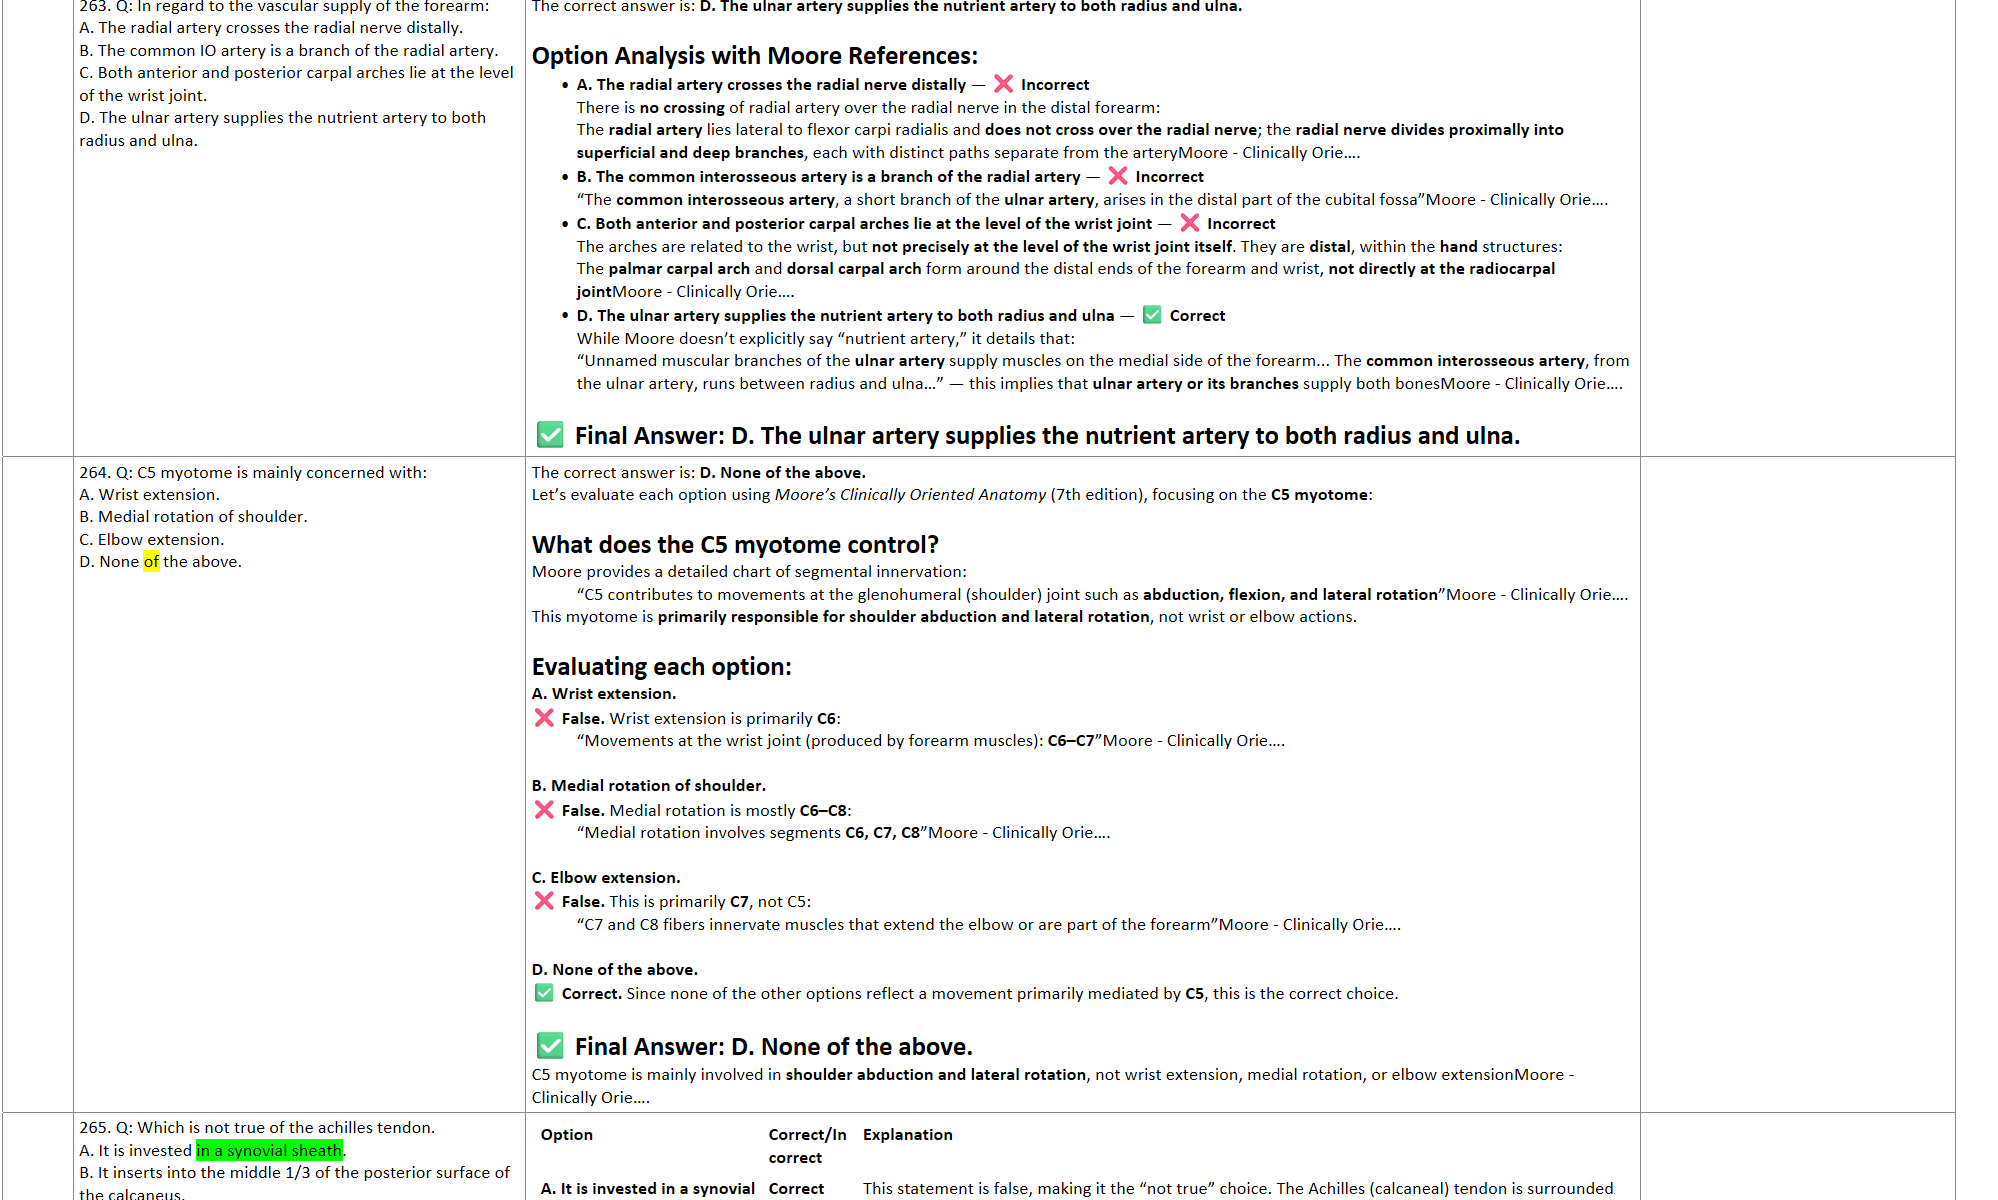 263. Q: In regard to the vascular supply of the forearm:
A. The radial artery crosses the radial nerve distally.
B. The common IO artery is a branch of the radial artery.
C. Both anterior and posterior carpal arches lie at the level
of the wrist joint.
D. The ulnar artery supplies the nutrient artery to both
radius and ulna.
The correct answer is: D. The ulnar artery supplies the nutrient artery to both radius and ulna.
Option Analysis with Moore References:
• A. The radial artery crosses the radial nerve distally — ❌ Incorrect
There is no crossing of radial artery over the radial nerve in the distal forearm:
The radial artery lies lateral to flexor carpi radialis and does not cross over the radial nerve; the radial nerve divides proximally into
superficial and deep branches, each with distinct paths separate from the arteryMoore - Clinically Orie….
• B. The common interosseous artery is a branch of the radial artery — ❌ Incorrect
“The common interosseous artery, a short branch of the ulnar artery, arises in the distal part of the cubital fossa”Moore - Clinically Orie….
• C. Both anterior and posterior carpal arches lie at the level of the wrist joint — ❌ Incorrect
The arches are related to the wrist, but not precisely at the level of the wrist joint itself. They are distal, within the hand structures:
The palmar carpal arch and dorsal carpal arch form around the distal ends of the forearm and wrist, not directly at the radiocarpal
jointMoore - Clinically Orie….
• D. The ulnar artery supplies the nutrient artery to both radius and ulna — ✅ Correct
While Moore doesn’t explicitly say “nutrient artery,” it details that:
“Unnamed muscular branches of the ulnar artery supply muscles on the medial side of the forearm... The common interosseous artery, from
the ulnar artery, runs between radius and ulna…” — this implies that ulnar artery or its branches supply both bonesMoore - Clinically Orie….
✅ Final Answer: D. The ulnar artery supplies the nutrient artery to both radius and ulna.
264. Q: C5 myotome is mainly concerned with:
A. Wrist extension.
B. Medial rotation of shoulder.
C. Elbow extension.
D. None of the above.
The correct answer is: D. None of the above.
Let’s evaluate each option using Moore’s Clinically Oriented Anatomy (7th edition), focusing on the C5 myotome:
What does the C5 myotome control?
Moore provides a detailed chart of segmental innervation:
“C5 contributes to movements at the glenohumeral (shoulder) joint such as abduction, flexion, and lateral rotation”Moore - Clinically Orie….
This myotome is primarily responsible for shoulder abduction and lateral rotation, not wrist or elbow actions.
Evaluating each option:
A. Wrist extension.
❌ False. Wrist extension is primarily C6:
“Movements at the wrist joint (produced by forearm muscles): C6–C7”Moore - Clinically Orie….
B. Medial rotation of shoulder.
❌ False. Medial rotation is mostly C6–C8:
“Medial rotation involves segments C6, C7, C8”Moore - Clinically Orie….
C. Elbow extension.
❌ False. This is primarily C7, not C5:
“C7 and C8 fibers innervate muscles that extend the elbow or are part of the forearm”Moore - Clinically Orie….
D. None of the above.
✅ Correct. Since none of the other options reflect a movement primarily mediated by C5, this is the correct choice.
✅ Final Answer: D. None of the above.
C5 myotome is mainly involved in shoulder abduction and lateral rotation, not wrist extension, medial rotation, or elbow extensionMoore -
Clinically Orie….
265. Q: Which is not true of the achilles tendon.
A. It is invested in a synovial sheath.
B. It inserts into the middle 1/3 of the posterior surface of
the calcaneus.
Option Correct/In Explanation
correct
A. It is invested in a synovial Correct This statement is false, making it the “not true” choice. The Achilles (calcaneal) tendon is surrounded